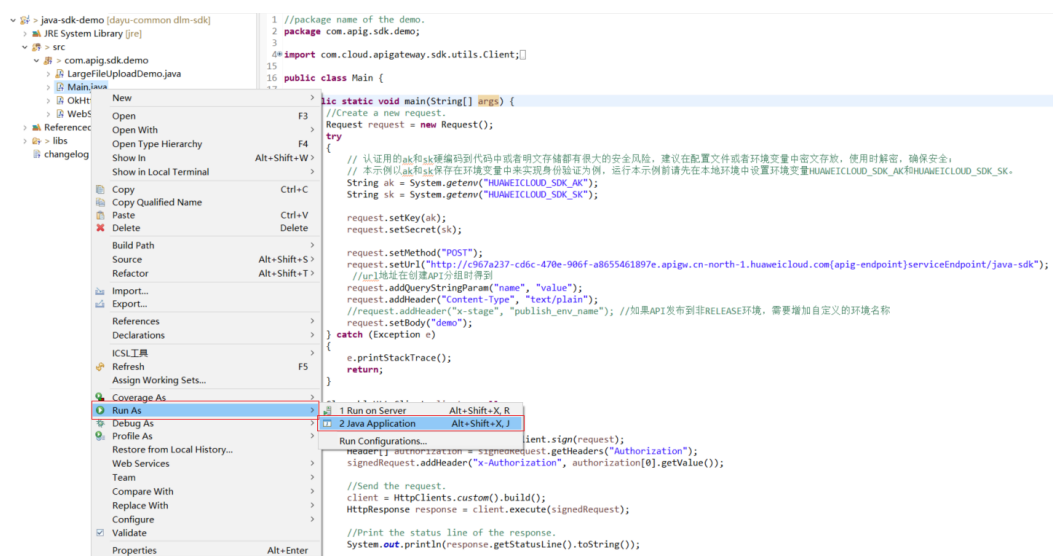 java-sdk-demo [dayu-common dlm-sdk]
JRE System Library [jre]
> src
> com.apig.sdk.demo
> LargeFileUploadDemo.java
Main.java
OkHt
WebS
Referenced
> libs
changelog
New
Open F3
Open With
Open Type Hierarchy F4
Show In Alt+Shift+W
Show in Local Terminal
Copy Ctrl+C
Copy Qualified Name
Paste Ctrl+V
Delete Delete
Build Path
Source Alt+Shift+S
Refactor Alt+Shift+T
Import...
Export...
References
Declarations
ICSL工具
Refresh F5
Assign Working Sets...
Coverage As
Run As
Debug As
Profile As
Restore from Local History...
Web Services
Team
Compare With
Replace With
Configure
Validate
Properties Alt+Enter
1 Run on Server Alt+Shift+X, R
2 Java Application Alt+Shift+X, J
Run Configurations...
1 //package name of the demo.
2 package com.apig.sdk.demo;
3
4 import com.cloud.apigateway.sdk.utils.Client;
15
16 public class Main {
17
lic static void main(String[] args) {
//Create a new request.
Request request = new Request();
try
{
// 认证用的ak和sk硬编码到代码中或者明文存储都有很大的安全风险，建议在配置文件或者环境变量中密文存放，使用时解密，确保安全；
// 本示例以ak和sk保存在环境变量中来实现身份验证为例，运行本示例前请先在本地环境中设置环境变量HUAWEICLOUD_SDK_AK和HUAWEICLOUD_SDK_SK。
String ak = System.getenv("HUAWEICLOUD_SDK_AK");
String sk = System.getenv("HUAWEICLOUD_SDK_SK");
request.setKey(ak);
request.setSecret(sk);
request.setMethod("POST");
request.setUrl("http://c967a237-cd6c-470e-906f-a8655461897e.apigw.cn-north-1.huaweicloud.com{apig-endpoint}serviceEndpoint/java-sdk");
//url地址在创建API分组时得到
request.addQueryStringParam("name", "value");
request.addHeader("Content-Type", "text/plain");
//request.addHeader("x-stage", "publish_env_name"); //如果API发布到非RELEASE环境，需要增加自定义的环境名称
request.setBody("demo");
} catch (Exception e)
{
e.printStackTrace();
return;
}
ient.sign(request);
Header[] authorization = signedRequest.getHeaders("Authorization");
signedRequest.addHeader("x-Authorization", authorization[0].getValue());
//Send the request.
client = HttpClients.custom().build();
HttpResponse response = client.execute(signedRequest);
//Print the status line of the response.
System.out.println(response.getStatusLine().toString());